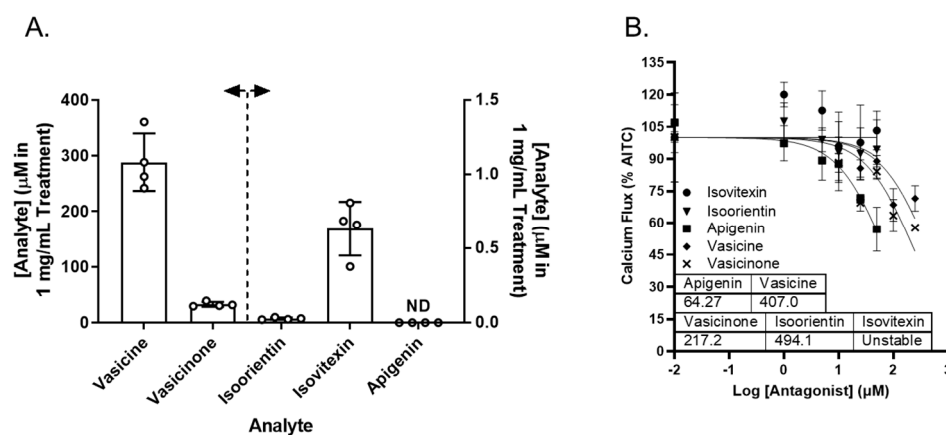 A.
[Analyte] (μM in
1 mg/mL Treatment)
400
300
200
100
0
1.5
1.0
0.5
0.0
[Analyte] (μM in
1 mg/mL Treatment)
ND
Vasicine
Vasicinone
Isoorientin
Isovitexin
Apigenin
Analyte
B.
Calcium Flux (% AITC)
135
120
105
90
75
60
45
30
15
0
Isovitexin
Isoorientin
Apigenin
Vasicine
Vasicinone
Apigenin Vasicine
64.27 407.0
Vasicinone Isoorientin Isovitexin
217.2 494.1 Unstable
-2 -1 0 1 2 3
Log [Antagonist] (μM)